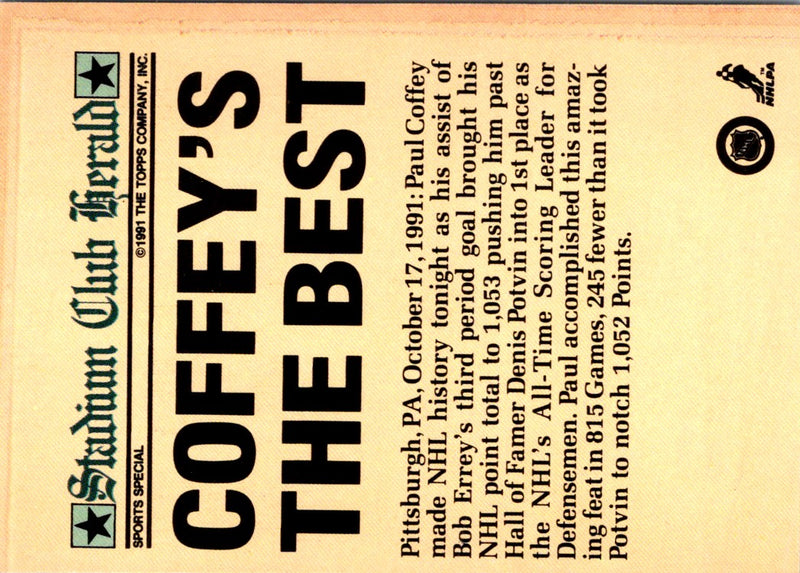 Stadium Club Herald
SPORTS SPECIAL ©1991 THE TOPPS COMPANY, INC.
COFFEY'S
THE BEST
Pittsburgh, PA, October 17, 1991: Paul Coffey
made NHL history tonight as his assist of
Bob Errey's third period goal brought his
NHL point total to 1,053 pushing him past
Hall of Famer Denis Potvin into 1st place as
the NHL's All-Time Scoring Leader for
Defensemen. Paul accomplished this amaz-
ing feat in 815 Games, 245 fewer than it took
Potvin to notch 1,052 Points.
NHL
NHLPA™